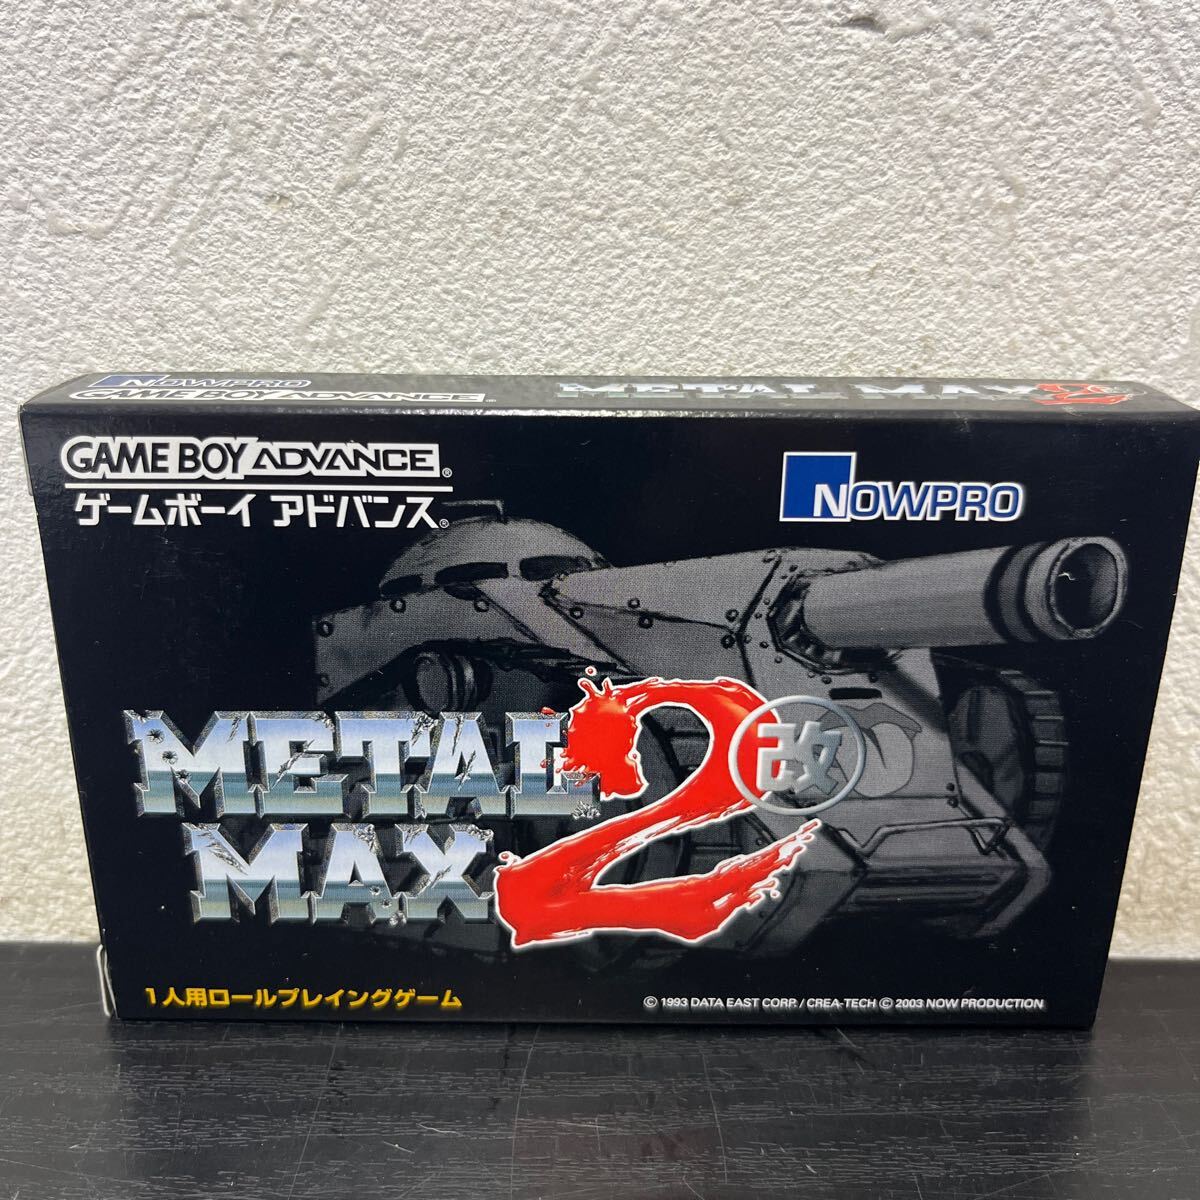 NOWPRO
GAME BOY ADVANCE
METAL MAX 2
GAME BOY ADVANCE®
ゲームボーイ アドバンス®
NOWPRO
METAL
MAX 2 改
1人用ロールプレイングゲーム
© 1993 DATA EAST CORP. / CREA-TECH © 2003 NOW PRODUCTION